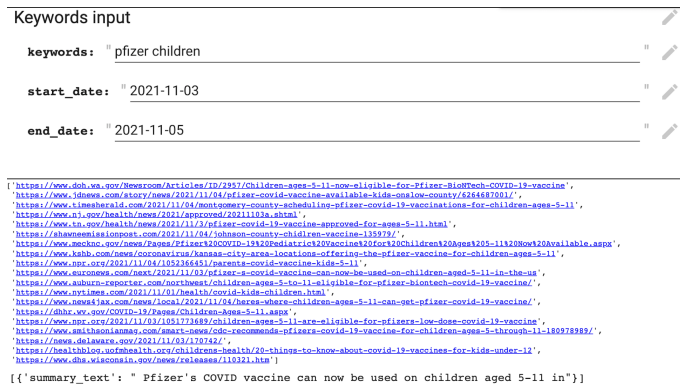 Keywords input
keywords: "pfizer children"
start_date: "2021-11-03"
end_date: "2021-11-05"
['https://www.doh.wa.gov/Newsroom/Articles/ID/2957/Children-ages-5-11-now-eligible-for-Pfizer-BioNTech-COVID-19-vaccine',
'https://www.jdnews.com/story/news/2021/11/04/pfizer-covid-vaccine-available-kids-onslow-county/6264687001/',
'https://www.timesherald.com/2021/11/04/montgomery-county-scheduling-pfizer-covid-19-vaccinations-for-children-ages-5-11',
'https://www.nj.gov/health/news/2021/approved/20211103a.shtml',
'https://www.tn.gov/health/news/2021/11/3/pfizer-covid-19-vaccine-approved-for-ages-5-11.html',
'https://shawneemissionpost.com/2021/11/04/johnson-county-chidlren-vaccine-135979/',
'https://www.mecknc.gov/news/Pages/Pfizer%20COVID-19%20Pediatric%20Vaccine%20for%20Children%20Ages%205-11%20Now%20Available.aspx',
'https://www.kshb.com/news/coronavirus/kansas-city-area-locations-offering-the-pfizer-vaccine-for-children-ages-5-11',
'https://www.npr.org/2021/11/04/1052366451/parents-covid-vaccine-kids-5-11',
'https://www.euronews.com/next/2021/11/03/pfizer-s-covid-vaccine-can-now-be-used-on-children-aged-5-11-in-the-us',
'https://www.auburn-reporter.com/northwest/children-ages-5-to-11-eligible-for-pfizer-biontech-covid-19-vaccine/',
'https://www.nytimes.com/2021/11/01/health/covid-kids-children.html',
'https://www.news4jax.com/news/local/2021/11/04/heres-where-children-ages-5-11-can-get-pfizer-covid-19-vaccine/',
'https://dhhr.wv.gov/COVID-19/Pages/Children-Ages-5-11.aspx',
'https://www.npr.org/2021/11/03/1051773689/children-ages-5-11-are-eligible-for-pfizers-low-dose-covid-19-vaccine',
'https://www.smithsonianmag.com/smart-news/cdc-recommends-pfizers-covid-19-vaccine-for-children-ages-5-through-11-180978989/',
'https://news.delaware.gov/2021/11/03/170742/',
'https://healthblog.uofmhealth.org/childrens-health/20-things-to-know-about-covid-19-vaccines-for-kids-under-12',
'https://www.dhs.wisconsin.gov/news/releases/110321.htm']
[{'summary_text': " Pfizer's COVID vaccine can now be used on children aged 5-11 in"}]